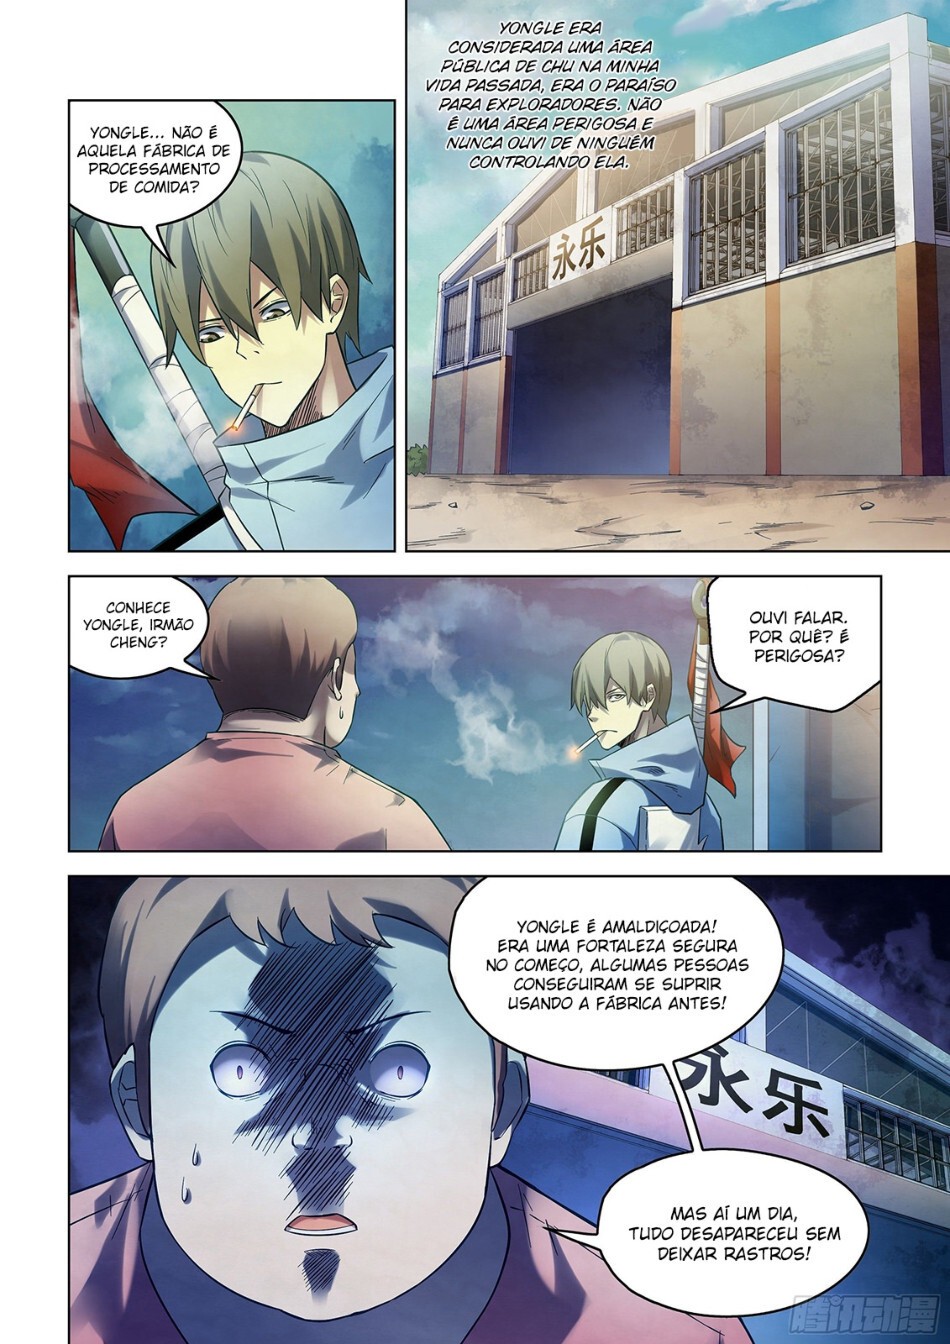 YONGLE... NÃO É
AQUELA FÁBRICA DE
PROCESSAMENTO
DE COMIDA?
YONGLE ERA
CONSIDERADA UMA ÁREA
PÚBLICA DE CHU NA MINHA
VIDA PASSADA, ERA O PARAÍSO
PARA EXPLORADORES. NÃO
É UMA ÁREA PERIGOSA E
NUNCA OUVI DE NINGUÉM
CONTROLANDO ELA.
永乐
CONHECE
YONGLE, IRMÃO
CHENG?
OUVI FALAR.
POR QUÊ? É
PERIGOSA?
YONGLE É AMALDIÇOADA!
ERA UMA FORTALEZA SEGURA
NO COMEÇO, ALGUMAS PESSOAS
CONSEGUIRAM SE SUPRIR
USANDO A FÁBRICA ANTES!
永乐
MAS AÍ UM DIA,
TUDO DESAPARECEU SEM
DEIXAR RASTROS!
腾讯动漫